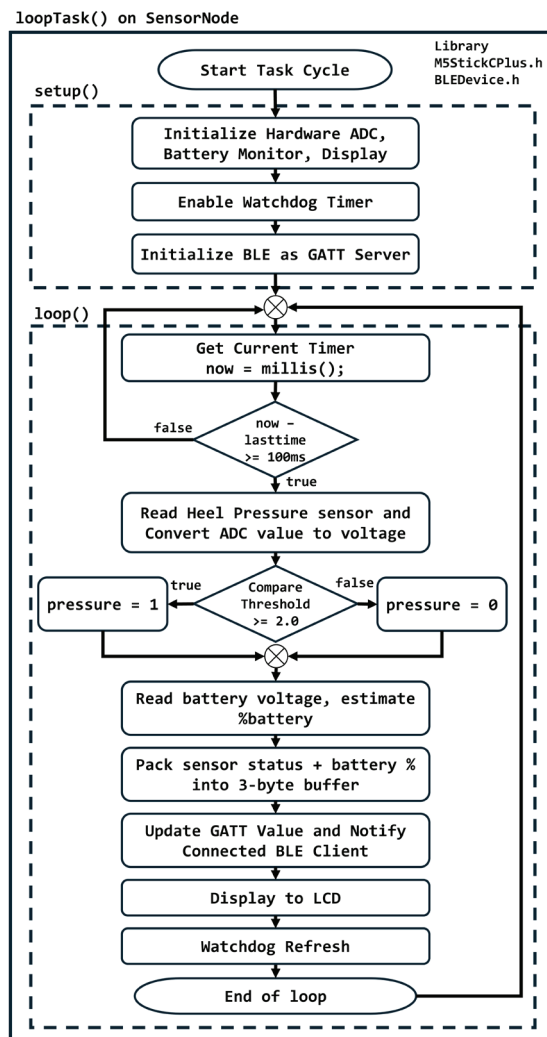 loopTask() on SensorNode
Library
M5StickCPlus.h
BLEDevice.h
Start Task Cycle
setup()
Initialize Hardware ADC,
Battery Monitor, Display
Enable Watchdog Timer
Initialize BLE as GATT Server
loop()
Get Current Timer
now = millis();
false
now –
lasttime
>= 100ms
true
Read Heel Pressure sensor and
Convert ADC value to voltage
pressure = 1
true
Compare
Threshold
>= 2.0
false
pressure = 0
Read battery voltage, estimate
%battery
Pack sensor status + battery %
into 3-byte buffer
Update GATT Value and Notify
Connected BLE Client
Display to LCD
Watchdog Refresh
End of loop